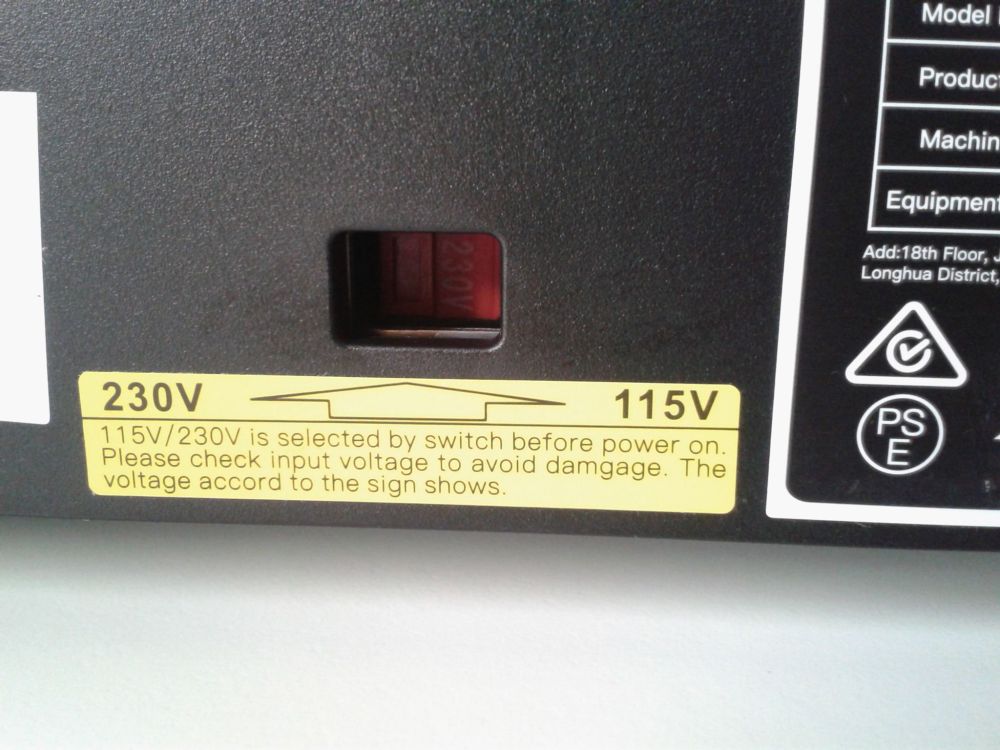 Model
Produc
Machin
Equipment
Add:18th Floor, J
Longhua District,
PS
E
230V
230V 115V
115V/230V is selected by switch before power on.
Please check input voltage to avoid damgage. The
voltage accord to the sign shows.